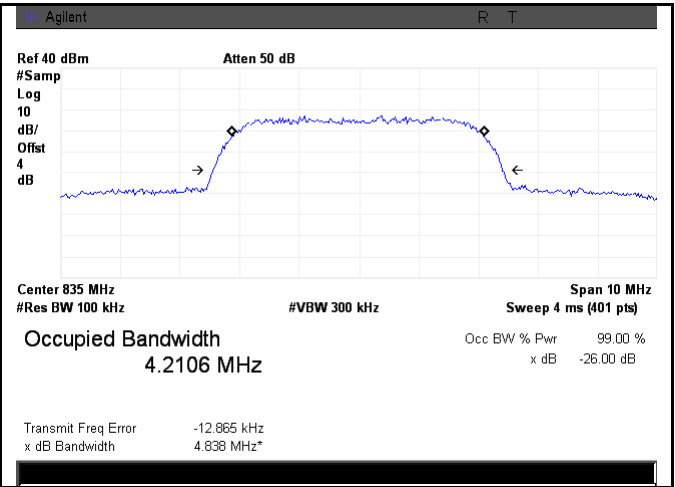 Agilent R T
Ref 40 dBm Atten 50 dB
#Samp
Log
10
dB/
Offst
4
dB
Center 835 MHz Span 10 MHz
#Res BW 100 kHz #VBW 300 kHz Sweep 4 ms (401 pts)
Occupied Bandwidth Occ BW % Pwr 99.00 %
4.2106 MHz x dB -26.00 dB
Transmit Freq Error -12.865 kHz
x dB Bandwidth 4.838 MHz*